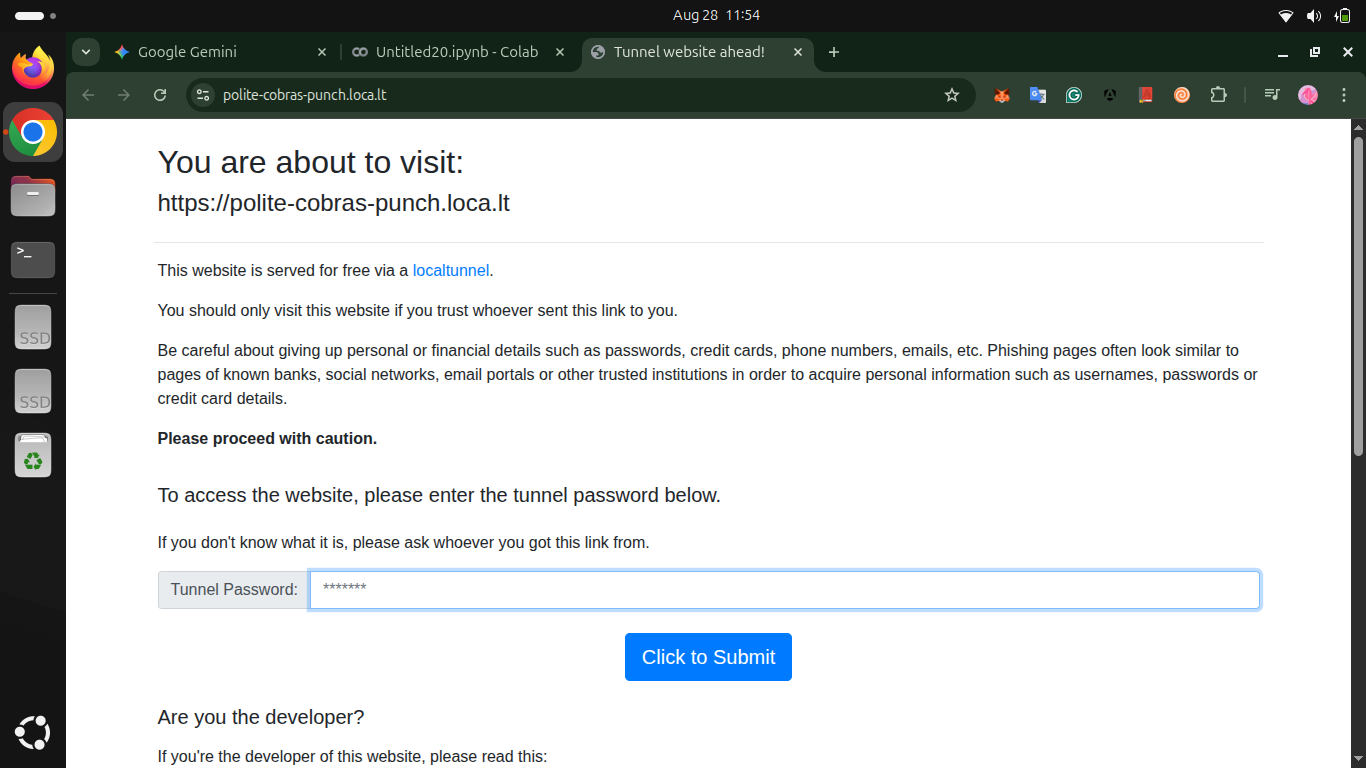 Aug 28 11:54
Google Gemini
Untitled20.ipynb - Colab
Tunnel website ahead!
polite-cobras-punch.loca.lt
You are about to visit:
https://polite-cobras-punch.loca.lt
This website is served for free via a localtunnel.
You should only visit this website if you trust whoever sent this link to you.
Be careful about giving up personal or financial details such as passwords, credit cards, phone numbers, emails, etc. Phishing pages often look similar to
pages of known banks, social networks, email portals or other trusted institutions in order to acquire personal information such as usernames, passwords or
credit card details.
Please proceed with caution.
To access the website, please enter the tunnel password below.
If you don't know what it is, please ask whoever you got this link from.
Tunnel Password: *******
Click to Submit
Are you the developer?
If you're the developer of this website, please read this:
>_
SSD
SSD